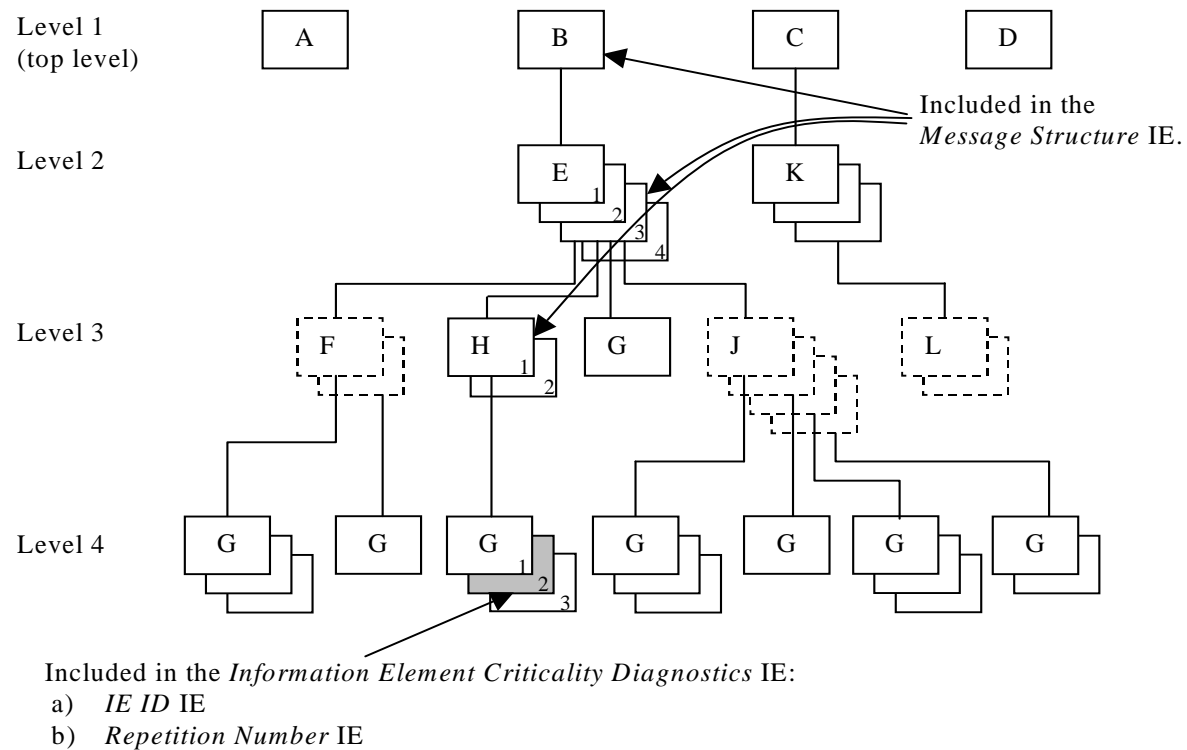 Level 1
(top level)
A
B
C
D
Included in the
Message Structure IE.
Level 2
E
1
2
3
4
K
Level 3
F
H
1
2
G
J
L
Level 4
G
G
G
1
2
3
G
G
G
G
Included in the Information Element Criticality Diagnostics IE:
a) IE ID IE
b) Repetition Number IE